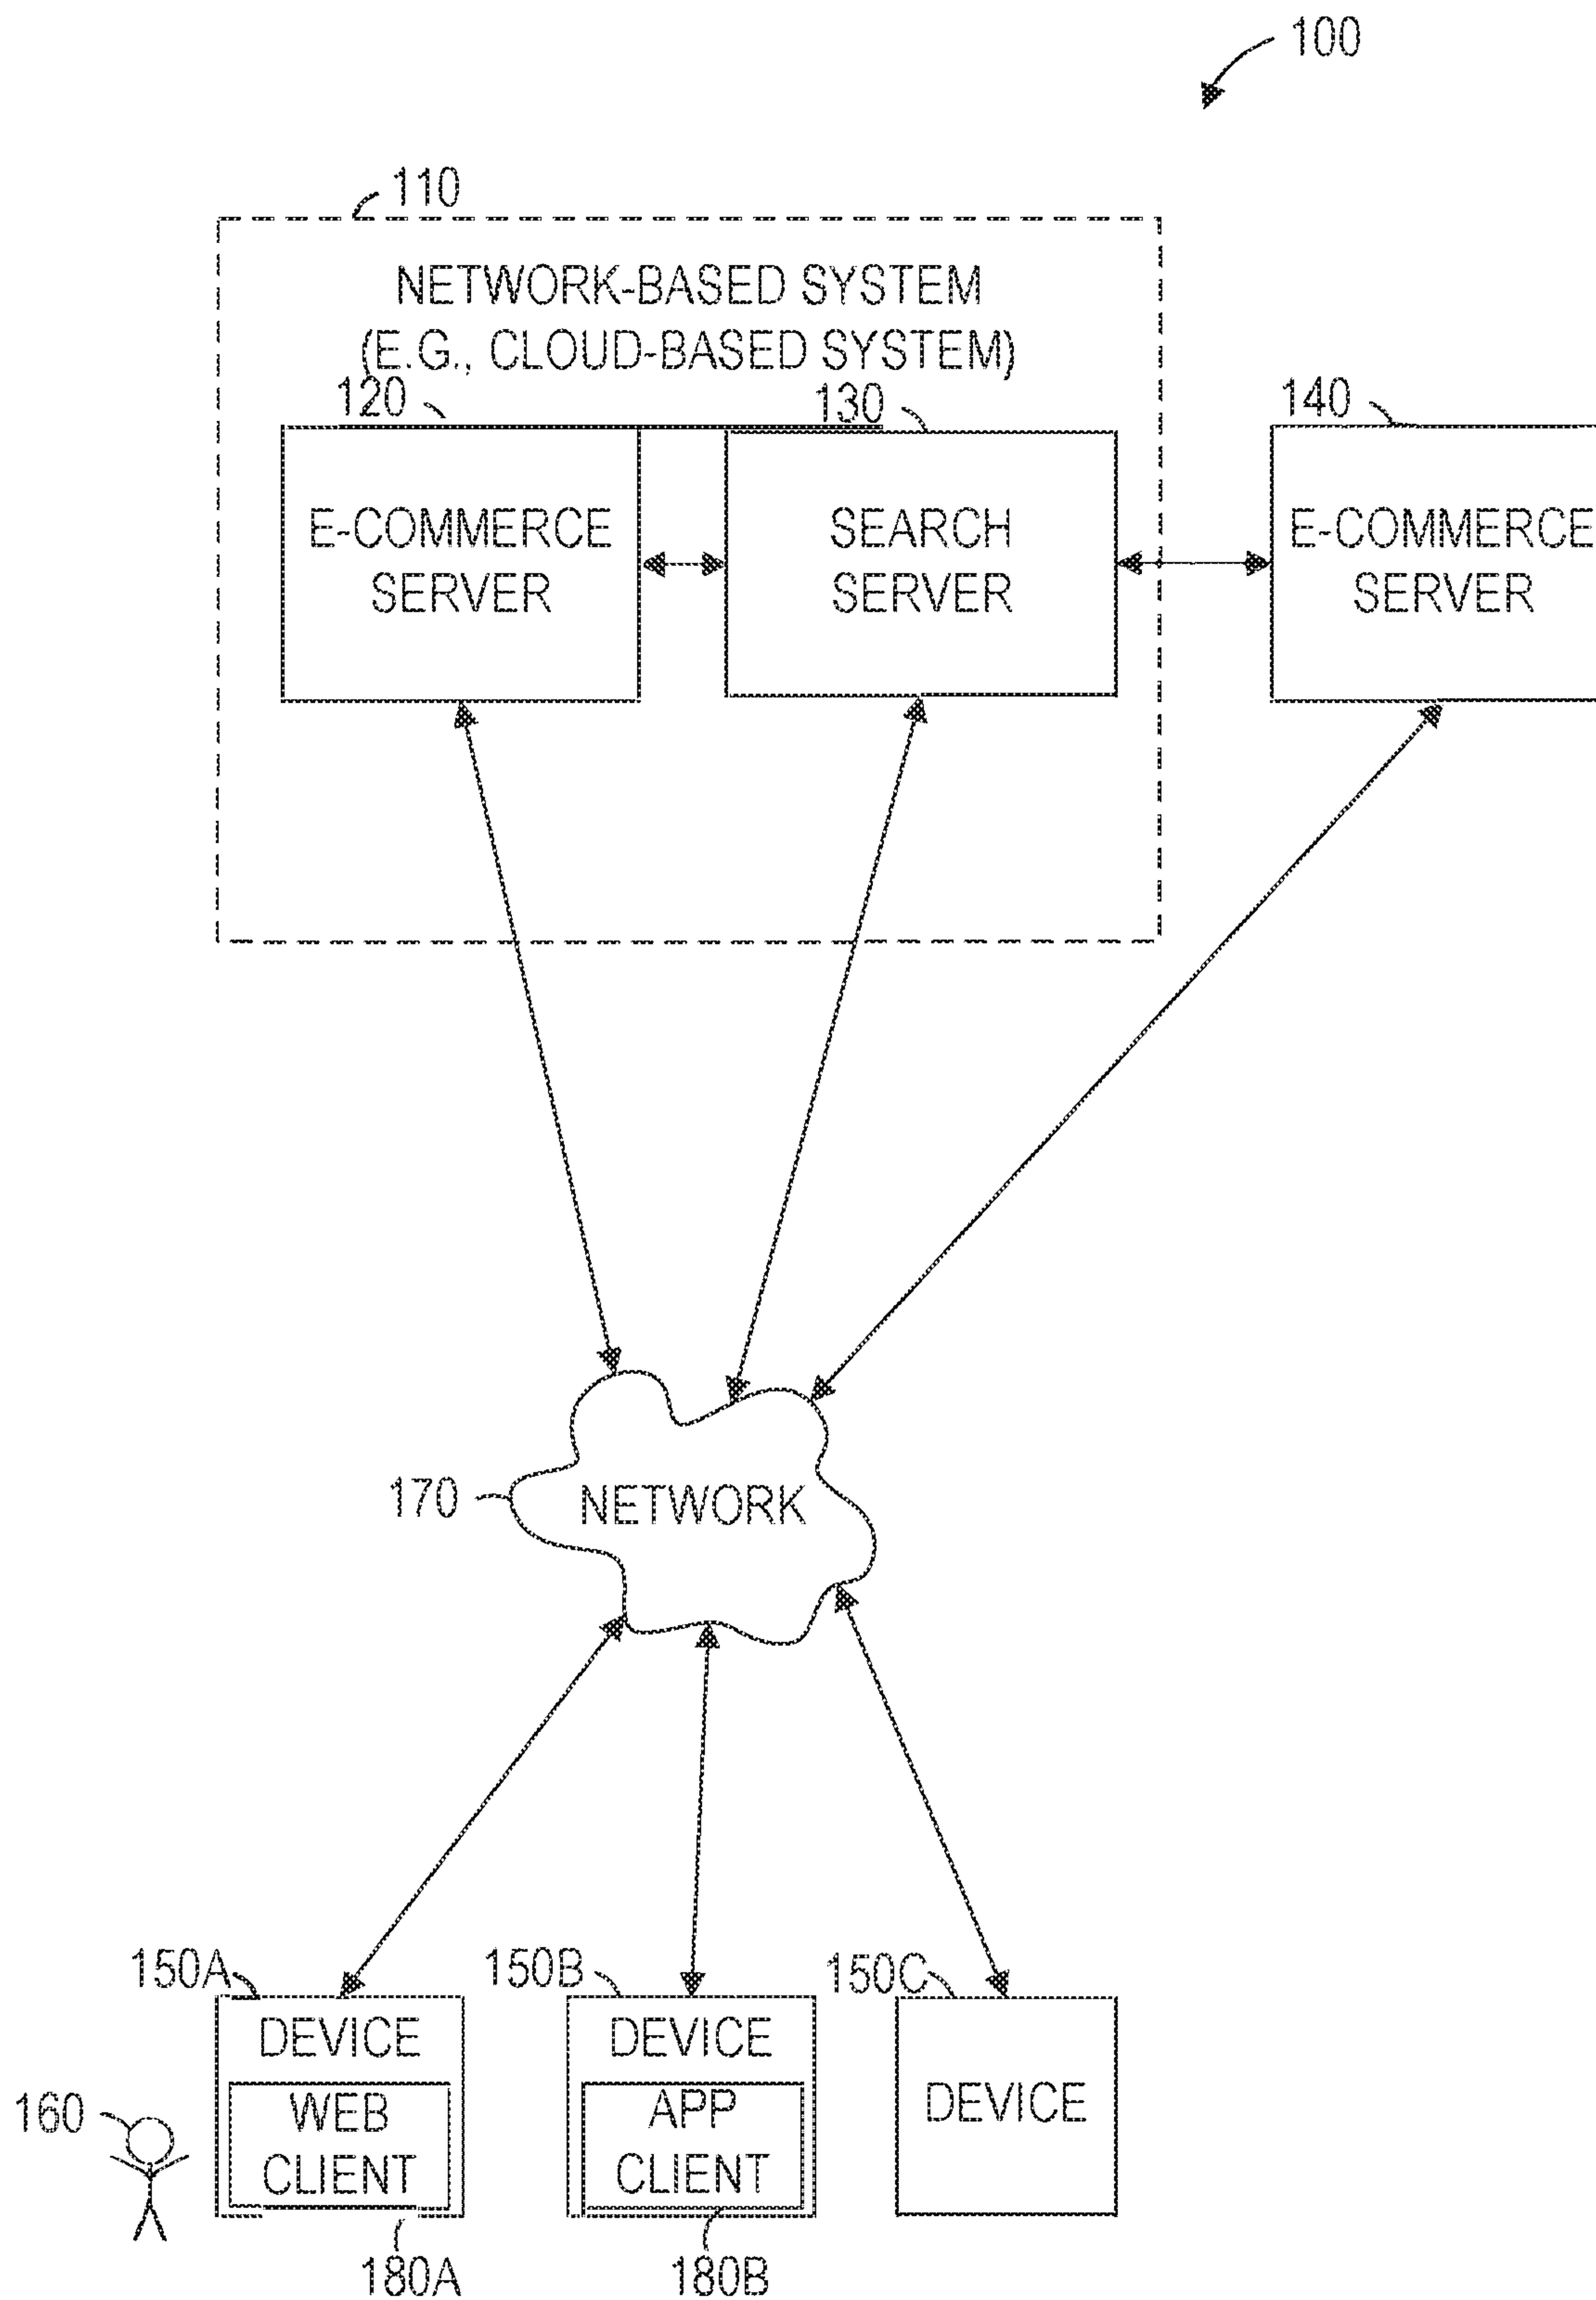 100
110
NETWORK-BASED SYSTEM
(E.G., CLOUD-BASED SYSTEM)
120
130
140
E-COMMERCE
SERVER
SEARCH
SERVER
E-COMMERCE
SERVER
170
NETWORK
150A
150B
150C
DEVICE
WEB
CLIENT
DEVICE
APP
CLIENT
DEVICE
160
180A
180B